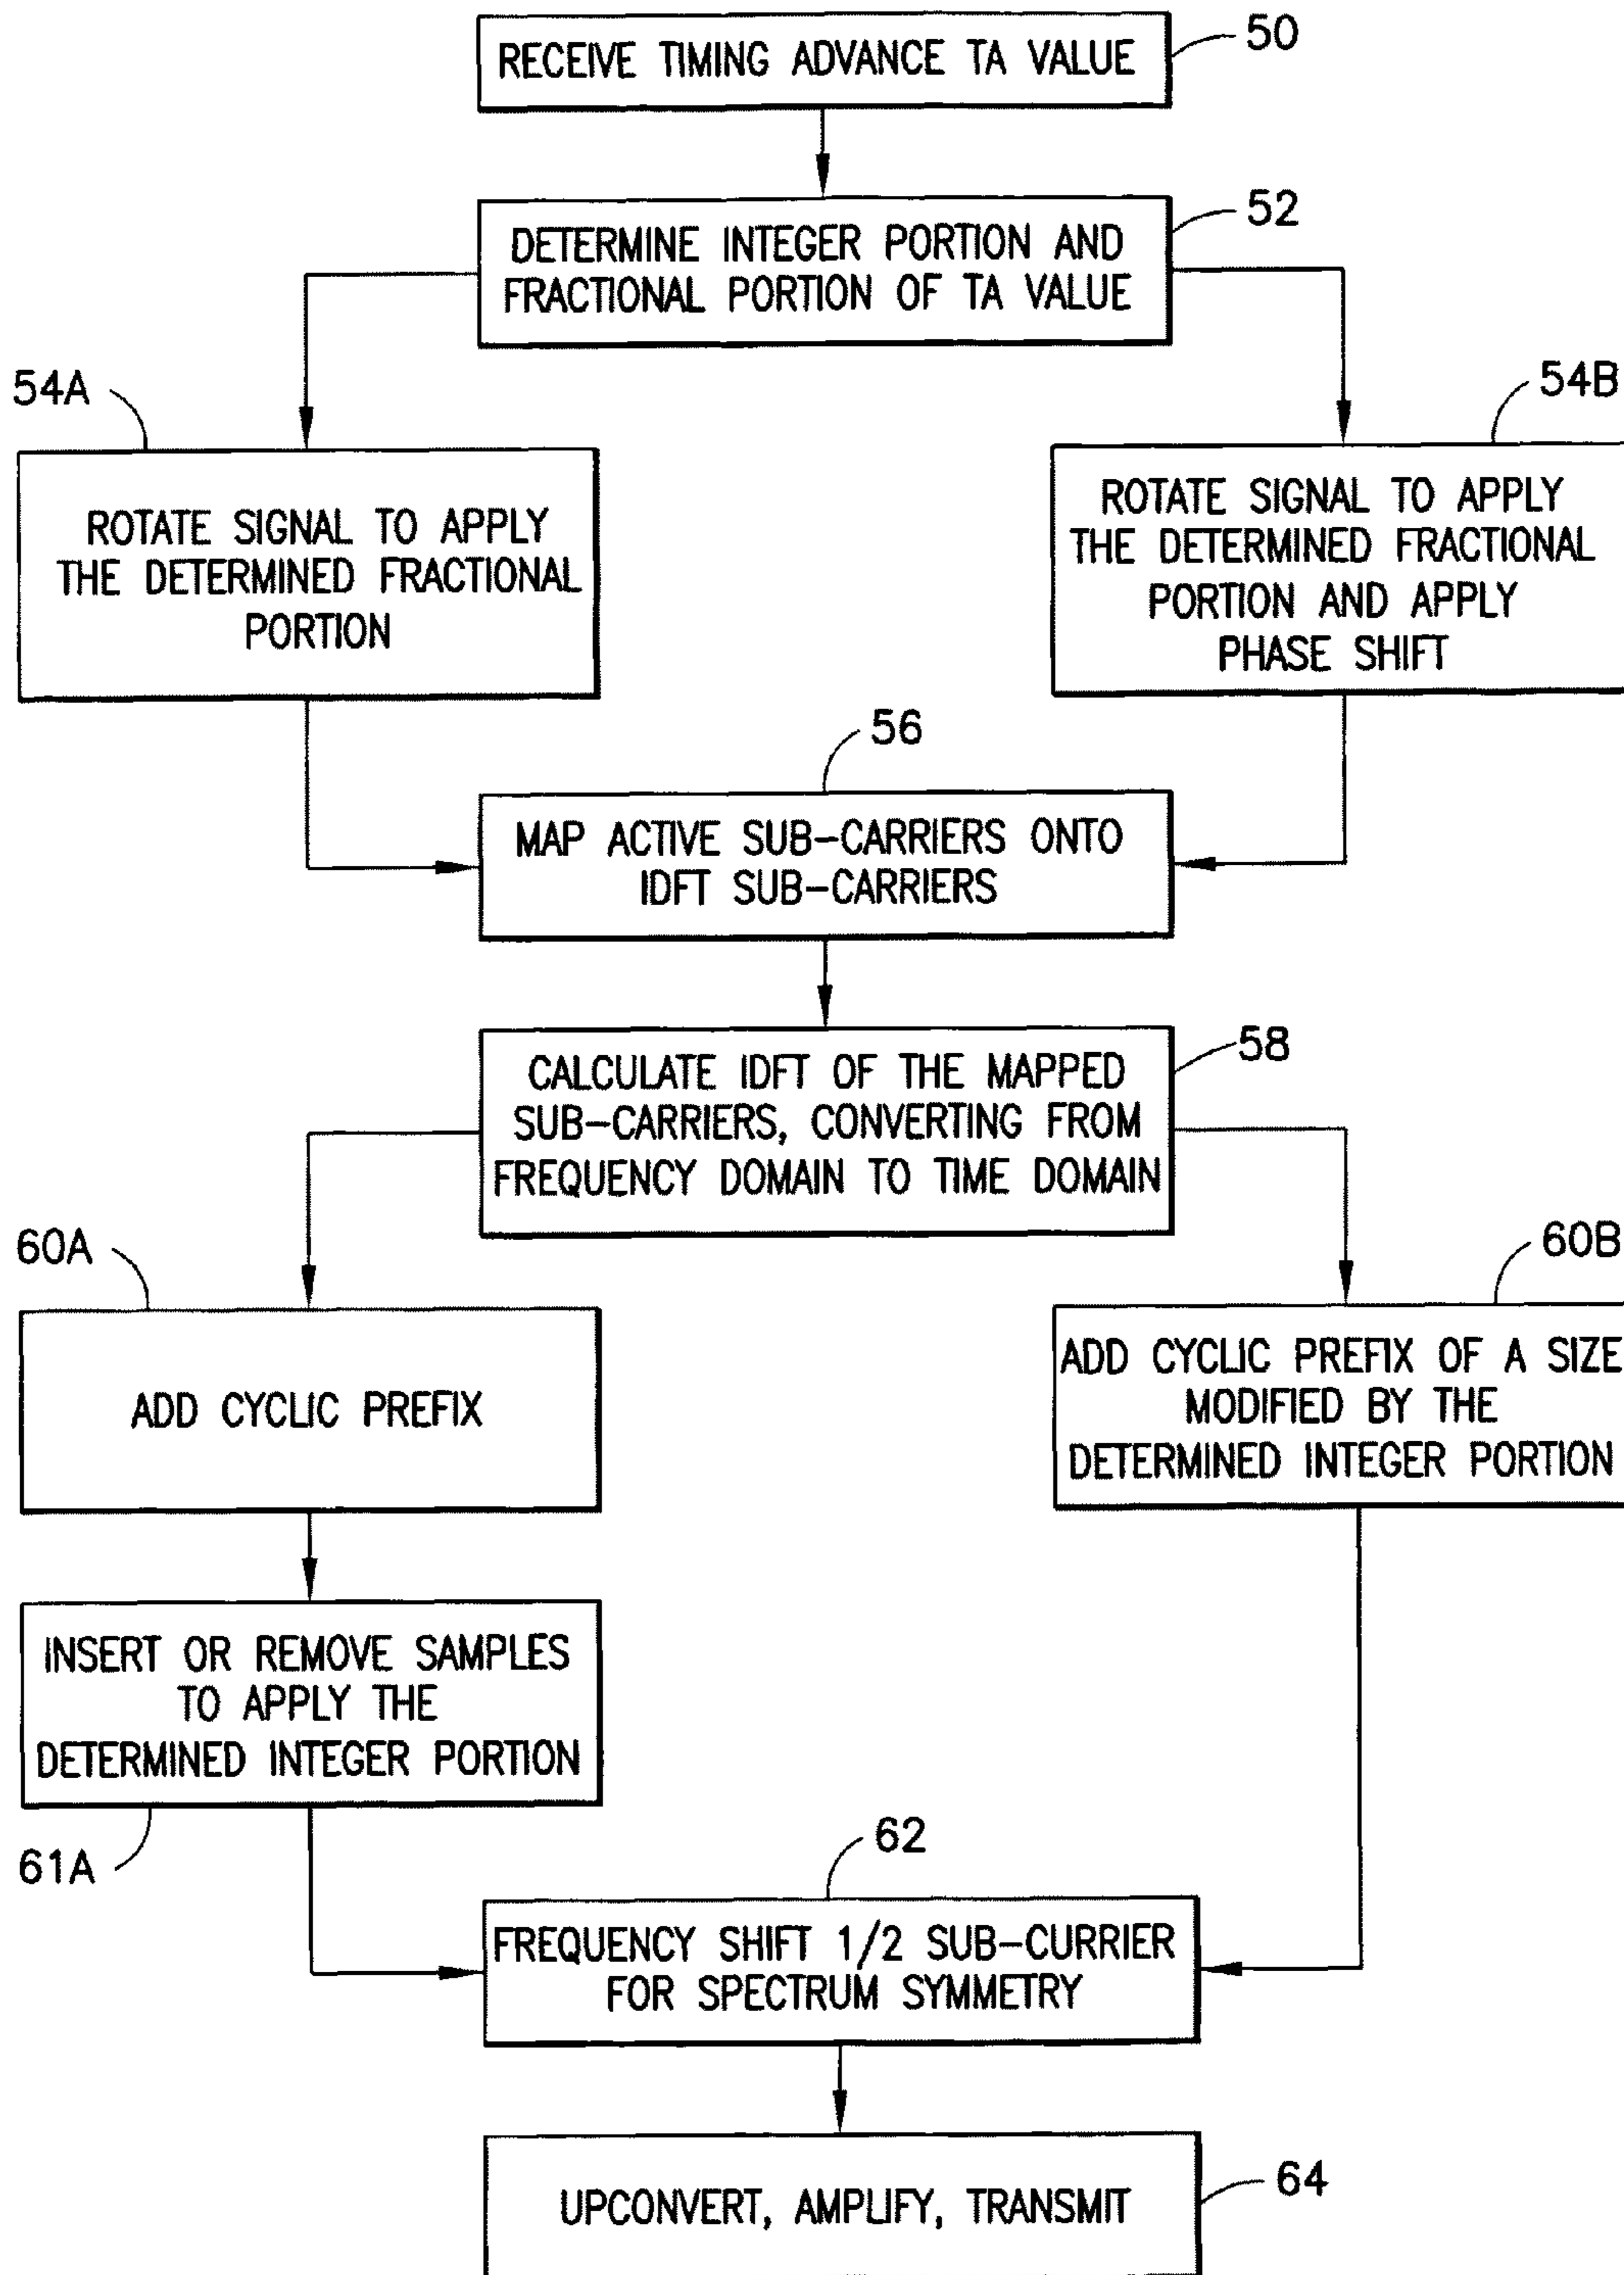 RECEIVE TIMING ADVANCE TA VALUE
50
DETERMINE INTEGER PORTION AND
FRACTIONAL PORTION OF TA VALUE
52
54A
ROTATE SIGNAL TO APPLY
THE DETERMINED FRACTIONAL
PORTION
54B
ROTATE SIGNAL TO APPLY
THE DETERMINED FRACTIONAL
PORTION AND APPLY
PHASE SHIFT
56
MAP ACTIVE SUB-CARRIERS ONTO
IDFT SUB-CARRIERS
58
CALCULATE IDFT OF THE MAPPED
SUB-CARRIERS, CONVERTING FROM
FREQUENCY DOMAIN TO TIME DOMAIN
60A
ADD CYCLIC PREFIX
60B
ADD CYCLIC PREFIX OF A SIZE
MODIFIED BY THE
DETERMINED INTEGER PORTION
INSERT OR REMOVE SAMPLES
TO APPLY THE
DETERMINED INTEGER PORTION
61A
62
FREQUENCY SHIFT 1/2 SUB-CURRIER
FOR SPECTRUM SYMMETRY
UPCONVERT, AMPLIFY, TRANSMIT
64